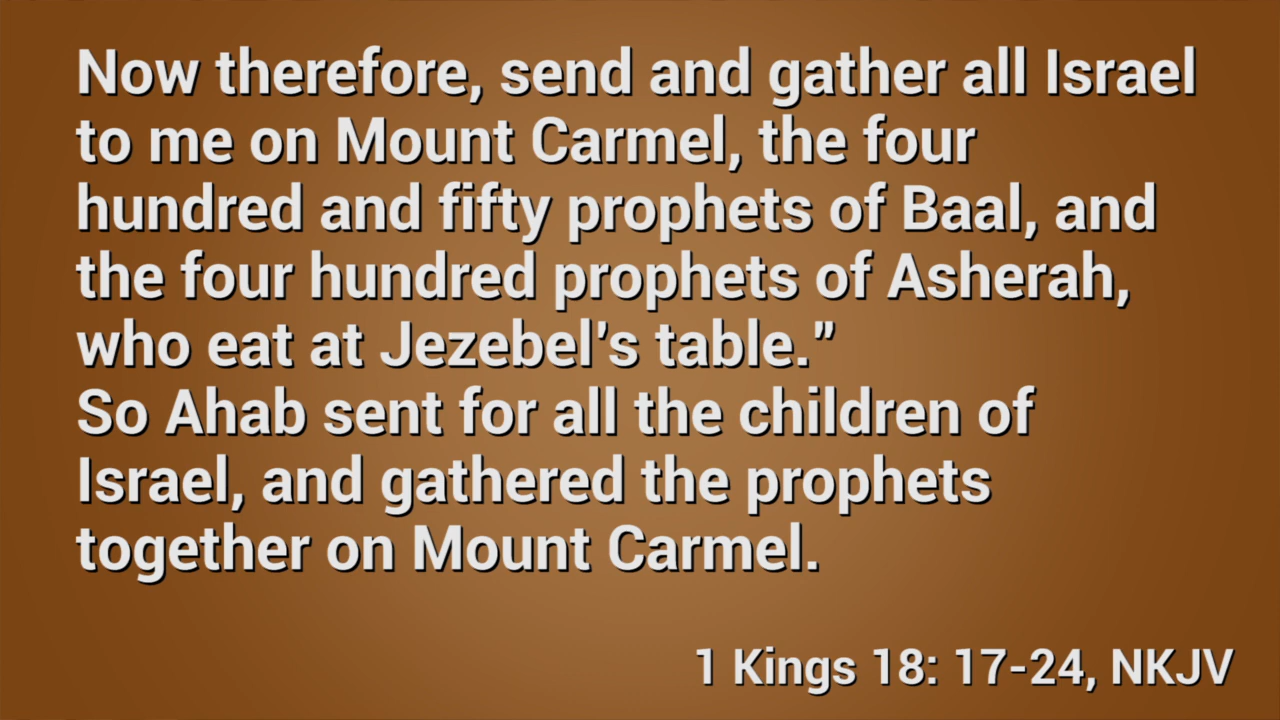 Now therefore, send and gather all Israel
to me on Mount Carmel, the four
hundred and fifty prophets of Baal, and
the four hundred prophets of Asherah,
who eat at Jezebel's table.”
So Ahab sent for all the children of
Israel, and gathered the prophets
together on Mount Carmel.
1 Kings 18: 17-24, NKJV